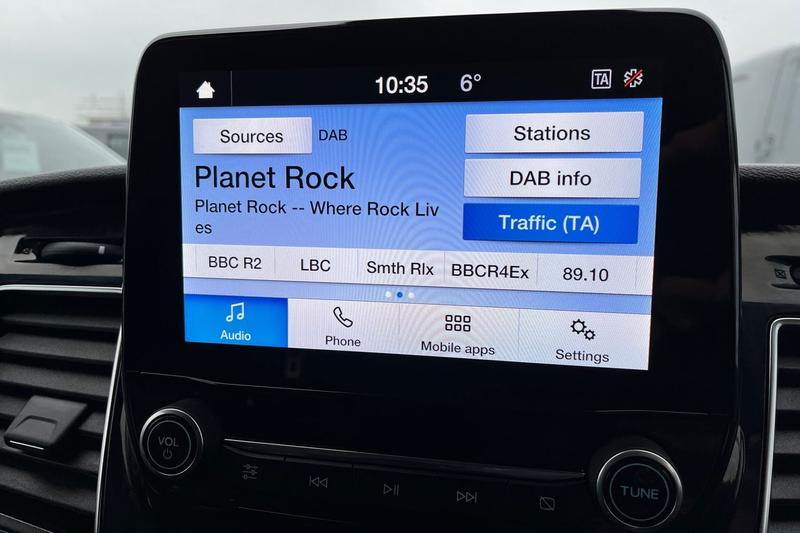 10:35 6° TA
Sources DAB Stations
Planet Rock DAB info
Planet Rock -- Where Rock Liv
es
Traffic (TA)
BBC R2 LBC Smth Rlx BBCR4Ex 89.10
Audio Phone Mobile apps Settings
VOL
TUNE